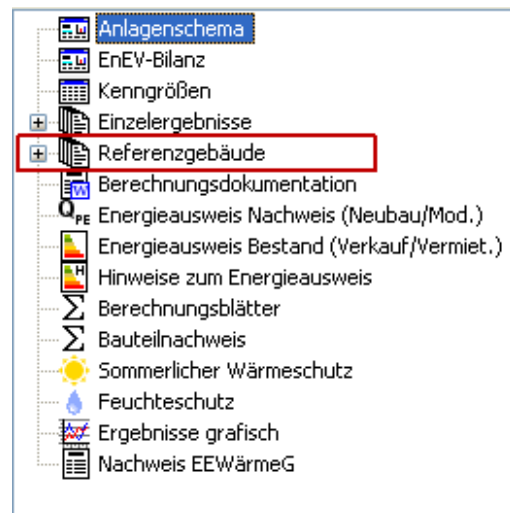 Anlagenschema
EnEV-Bilanz
Kenngrößen
Einzelergebnisse
Referenzgebäude
Berechnungsdokumentation
QPE Energieausweis Nachweis (Neubau/Mod.)
Energieausweis Bestand (Verkauf/Vermiet.)
H Hinweise zum Energieausweis
Σ Berechnungsblätter
Σ Bauteilnachweis
Sommerlicher Wärmeschutz
Feuchteschutz
Ergebnisse grafisch
Nachweis EEWärmeG